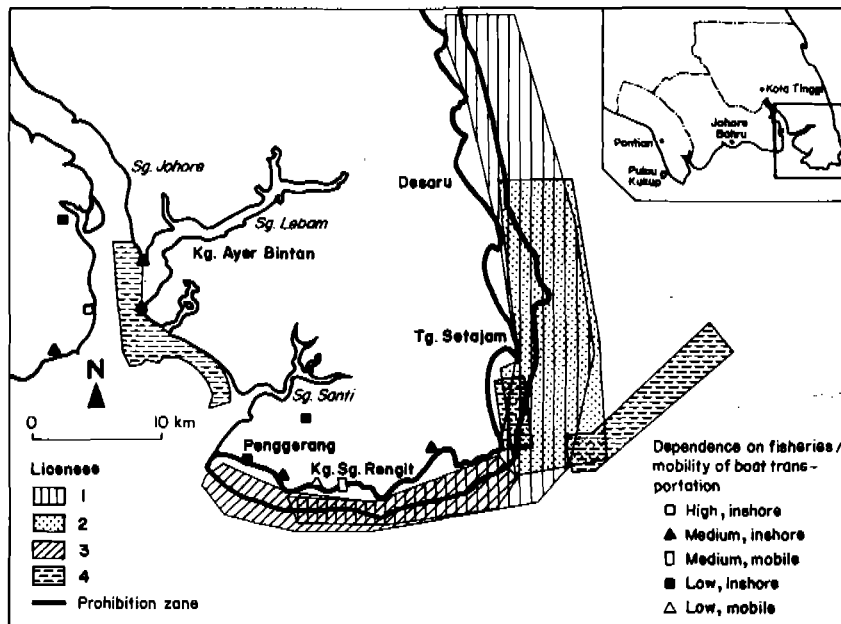 Kota Tinggi
Johore
Bahru
Pontian
Pulau
Kukup
Sg. Johore
Desaru
Sg. Lebam
Kg. Ayer Bintan
Tg. Setajam
N
0 10 km
Sg. Santi
Penggerang
Kg. Sg. Rengit
Licenses
1
2
3
4
Prohibition zone
Dependence on fisheries/
mobility of boat trans-
portation
High, inshore
Medium, inshore
Medium, mobile
Low, Inshore
Low, mobile